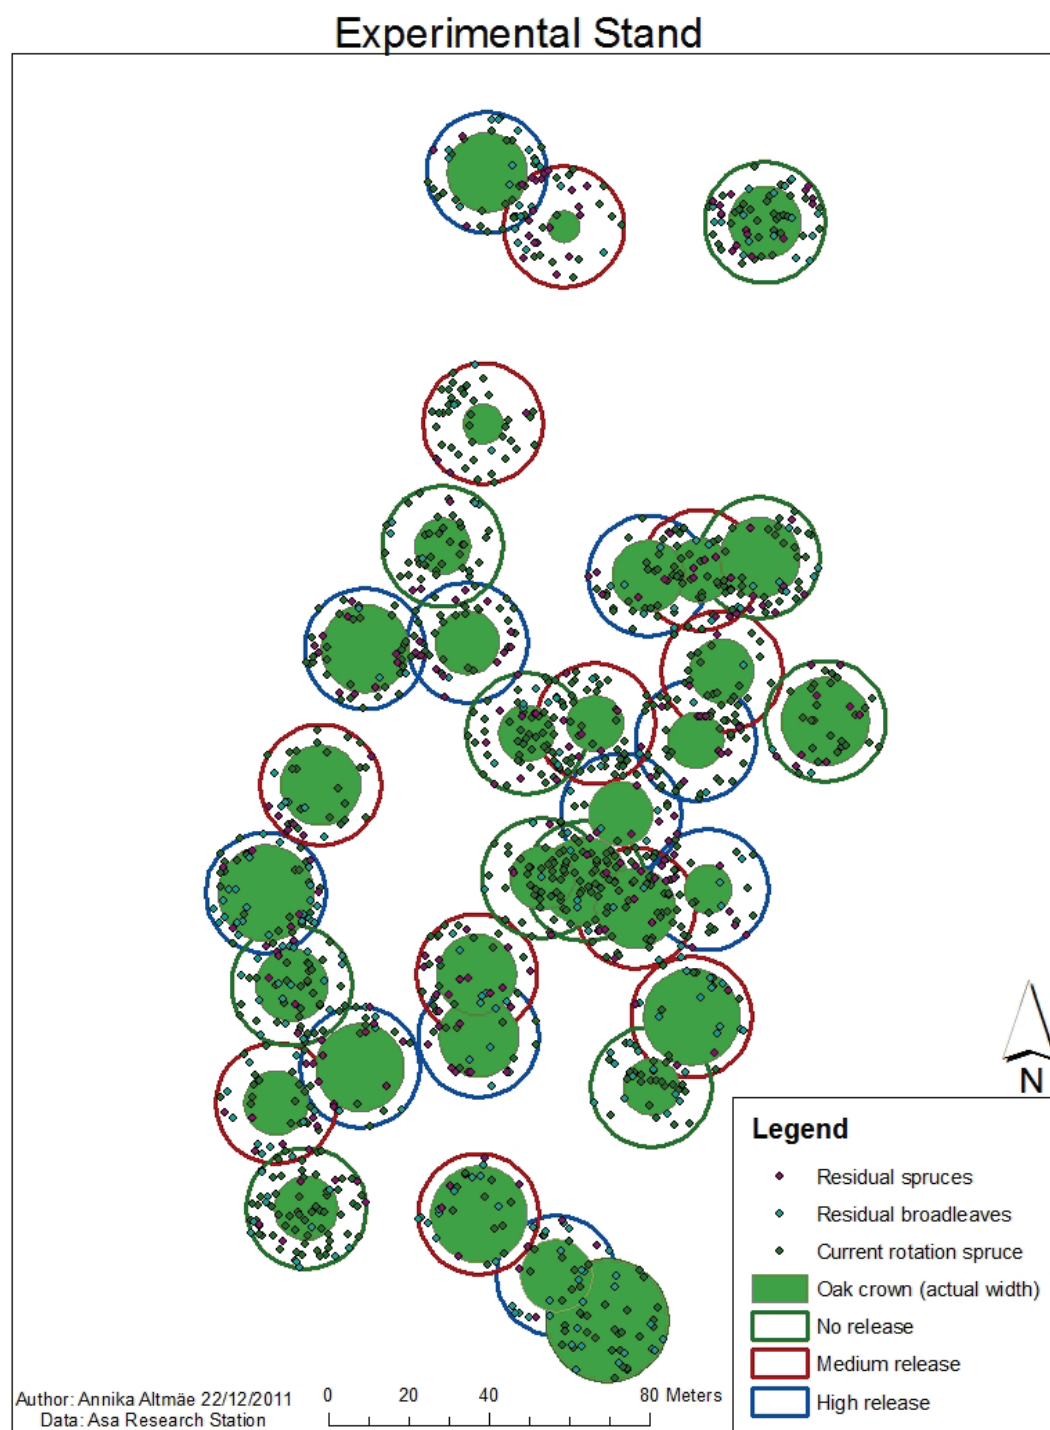 Experimental Stand
N
Legend
Residual spruces
Residual broadleaves
Current rotation spruce
Oak crown (actual width)
No release
Medium release
High release
Author: Annika Altmäe 22/12/2011
Data: Asa Research Station
0 20 40 80 Meters